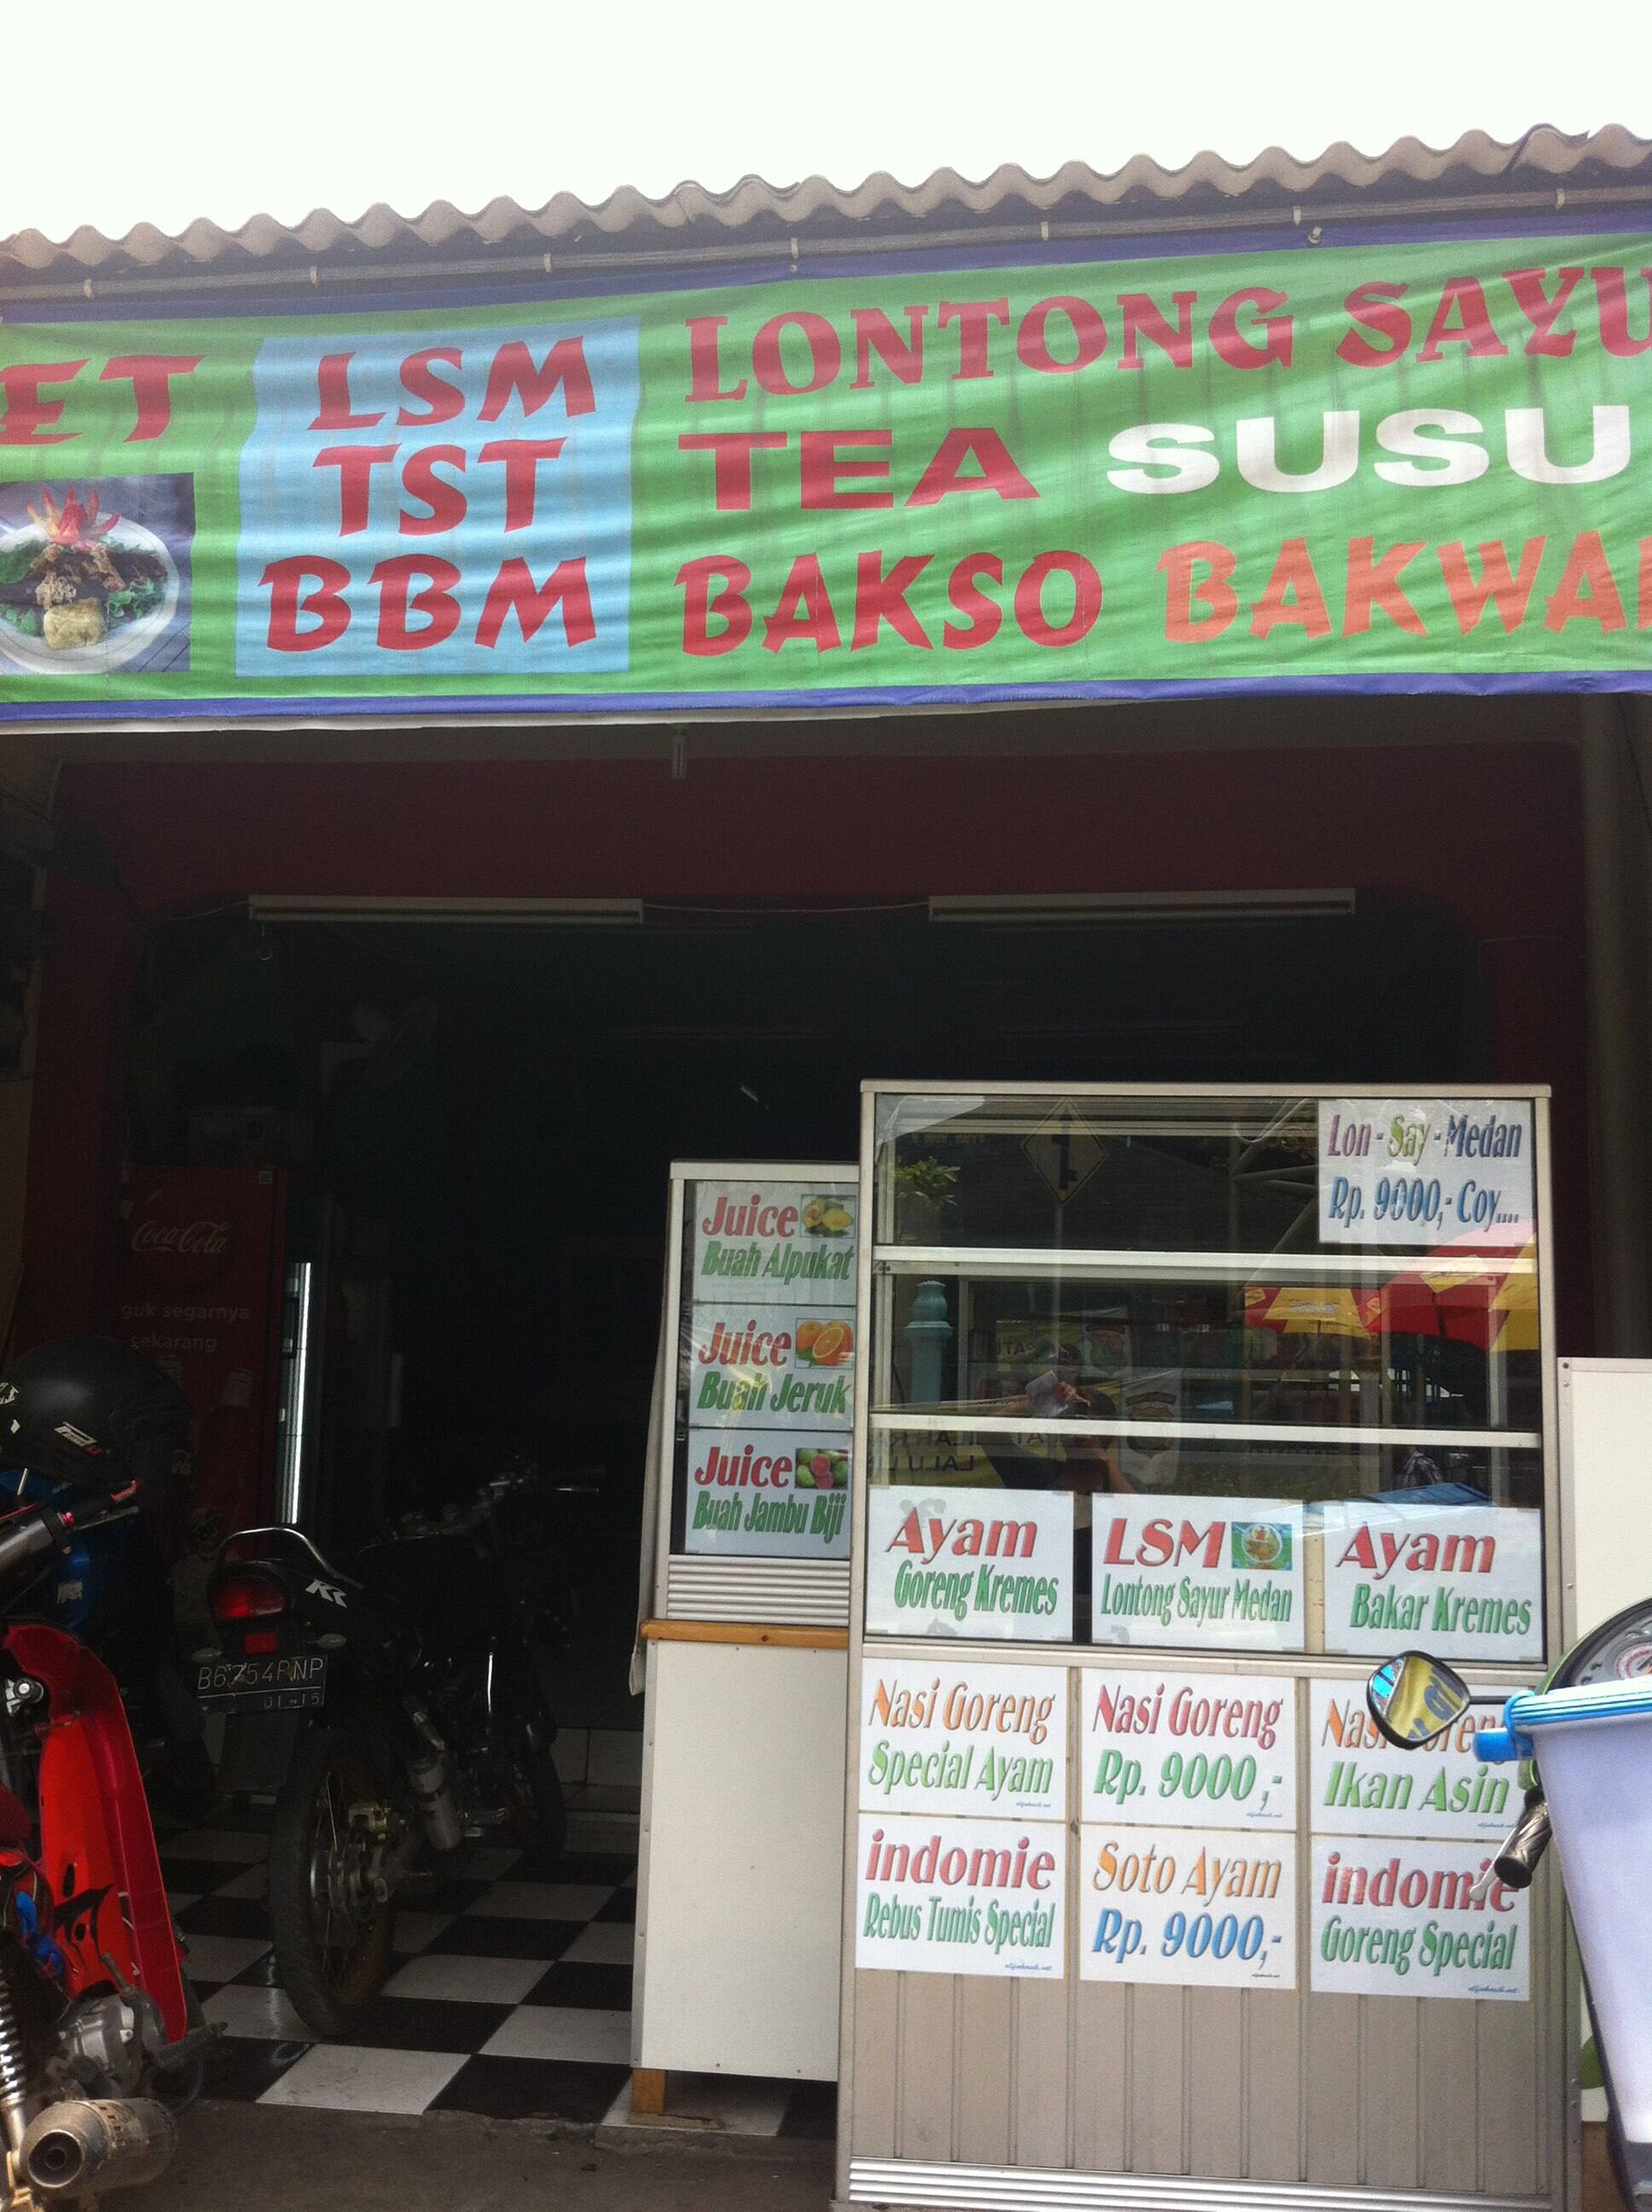 LSM
TST
BBM
LONTONG SAYU
TEA SUSU
BAKSO BAKWA
Lon - Say - Medan
Rp. 9000,- Coy....
Juice
Buah Alpukat
Juice
Buah Jeruk
Juice
Buah Jambu Biji
Coca-Cola
guk segarnya
sekarang
Ayam
Goreng Kremes
LSM
Lontong Sayur Medan
Ayam
Bakar Kremes
Nasi Goreng
Special Ayam
Nasi Goreng
Rp. 9000,-
Ikan Asin
indomie
Rebus Tumis Special
Soto Ayam
Rp. 9000,-
indomie
Goreng Special
RR
01-15